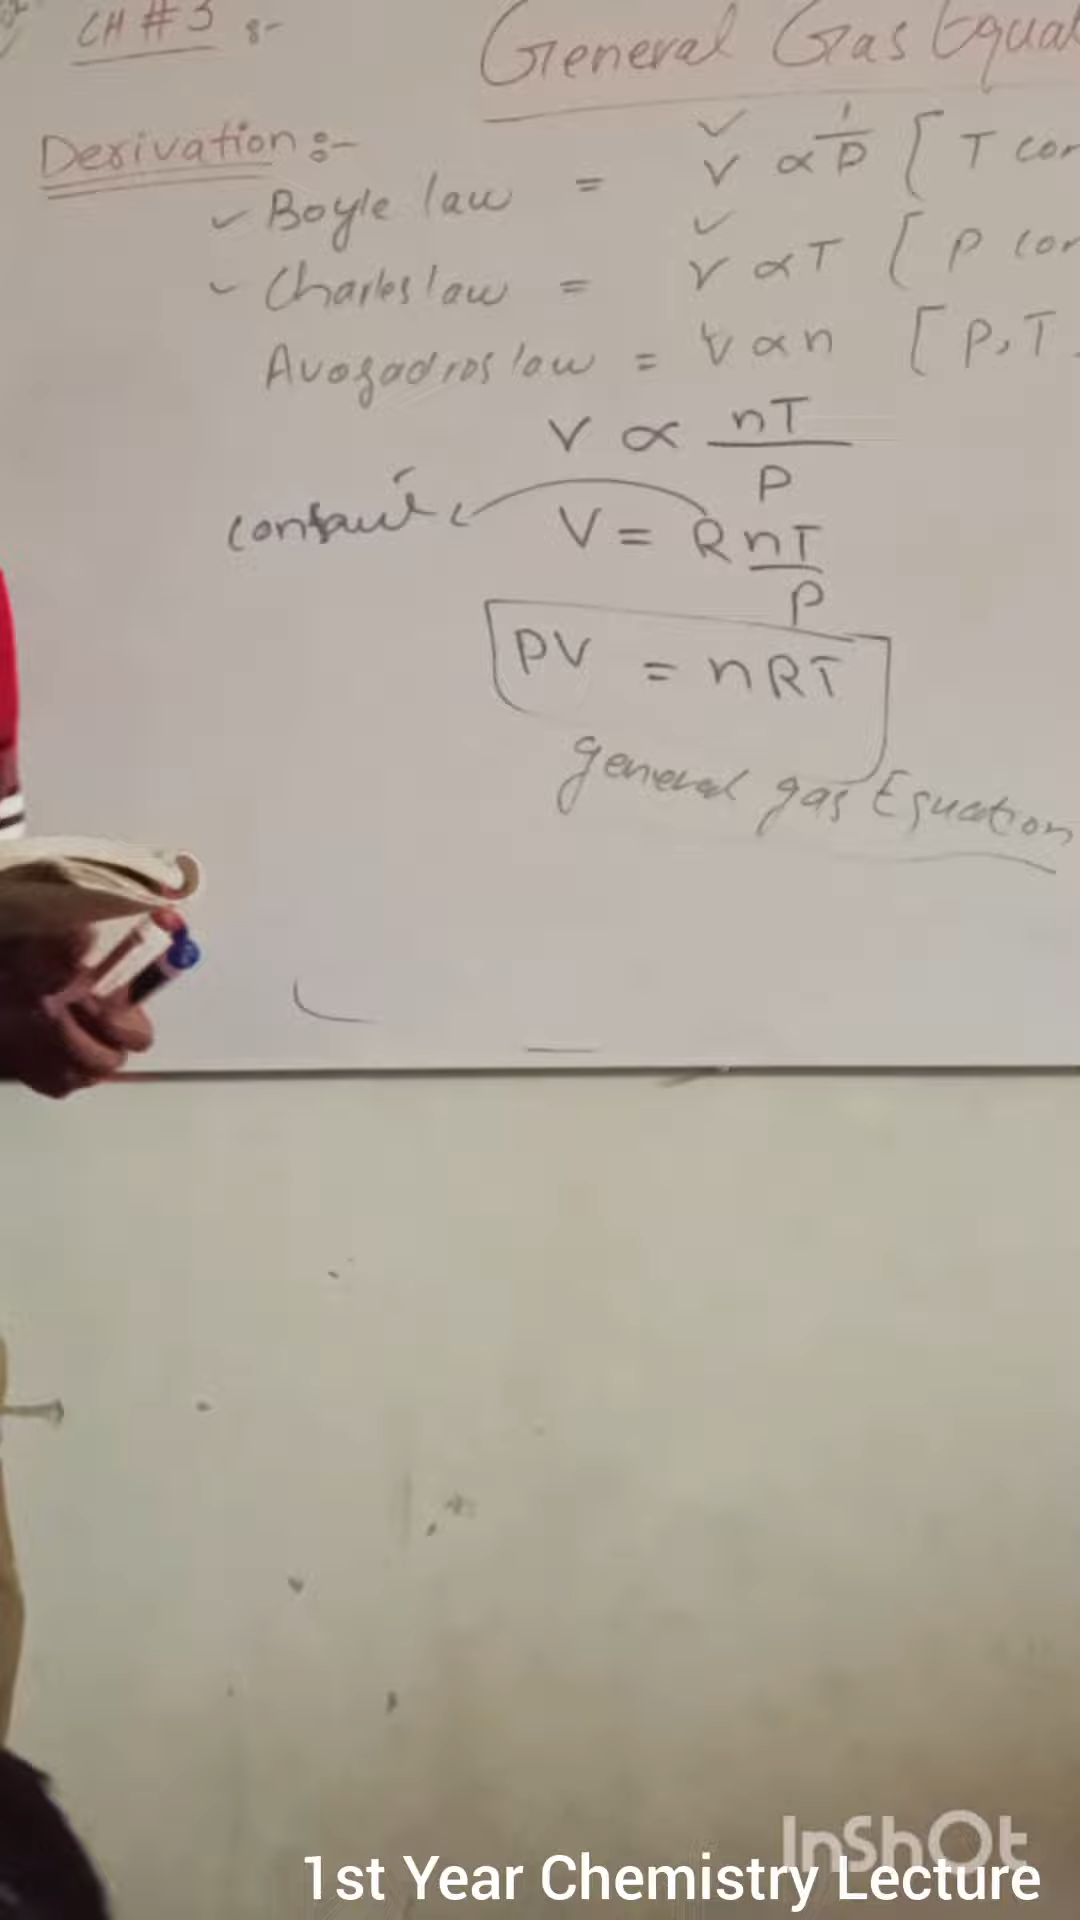 CH # 3 :-
General Gas Equat
Derivation :-
✓ Boyle law = V ∝ 1/P [ T con
✓ Charles law = V ∝ T [ P con
Avogadros law = V ∝ n [ P, T
V ∝ nT/P
constant V = R nT/P
PV = nRT
general gas Equation
InShOt
1st Year Chemistry Lecture